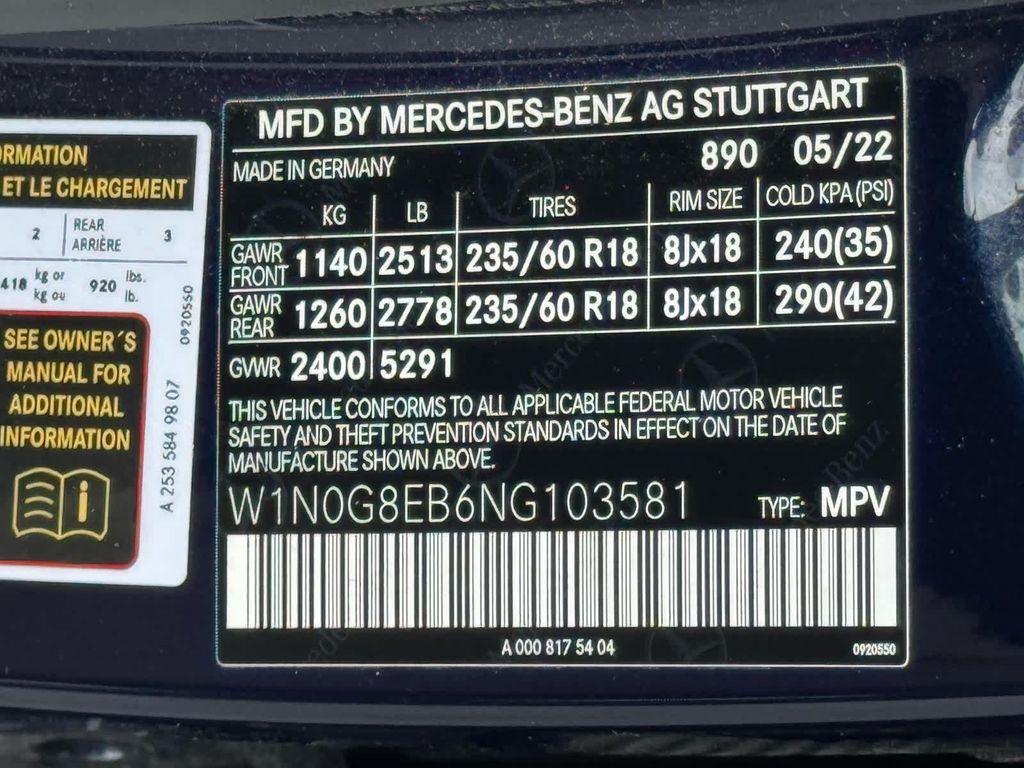 ORMATION
ET LE CHARGEMENT
2 REAR ARRIÈRE 3
418 kg or kg ou 920 lbs. lb.
SEE OWNER´S
MANUAL FOR
ADDITIONAL
INFORMATION
i
A 253 584 98 07
0920550
MFD BY MERCEDES-BENZ AG STUTTGART
MADE IN GERMANY 890 05/22
KG LB TIRES RIM SIZE COLD KPA (PSI)
GAWR FRONT 1140 2513 235/60 R18 8Jx18 240(35)
GAWR REAR 1260 2778 235/60 R18 8Jx18 290(42)
GVWR 2400 5291
THIS VEHICLE CONFORMS TO ALL APPLICABLE FEDERAL MOTOR VEHICLE
SAFETY AND THEFT PREVENTION STANDARDS IN EFFECT ON THE DATE OF
MANUFACTURE SHOWN ABOVE.
W1N0G8EB6NG103581 TYPE: MPV
A 000 817 54 04
0920550